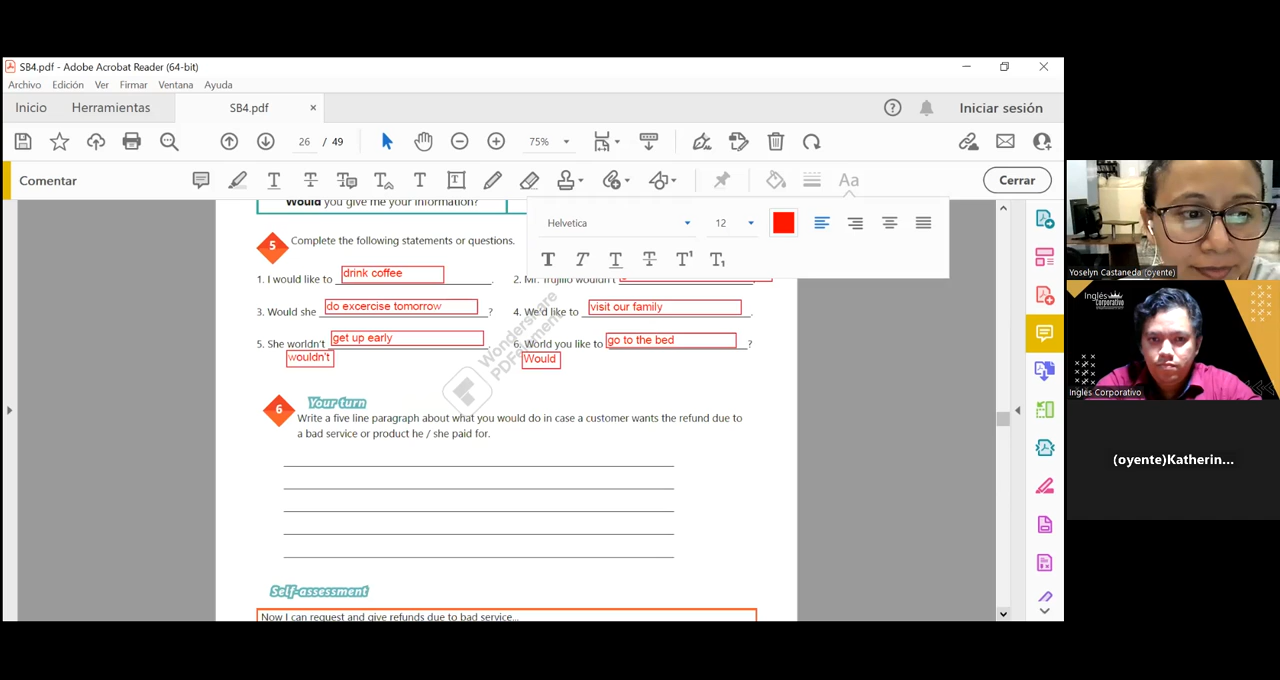 SB4.pdf - Adobe Acrobat Reader (64-bit)
Archivo Edición Ver Firmar Ventana Ayuda
Inicio Herramientas SB4.pdf × Iniciar sesión
26 / 49 75%
Comentar Cerrar
Would you give me your information?
Helvetica 12
5 Complete the following statements or questions.
1. I would like to drink coffee.
2. Mr. Trujillo wouldn't
3. Would she do excercise tomorrow?
4. We'd like to visit our family.
5. She worldn't get up early
6. World you like to go to the bed?
wouldn't
Would
Wondershare
PDFelement
6 Your turn
Write a five line paragraph about what you would do in case a customer wants the refund due to
a bad service or product he / she paid for.
Self-assessment
Now I can request and give refunds due to bad service...
Yoselyn Castaneda (oyente)
Inglés
Corporativo
Inglés Corporativo
(oyente)Katherin...